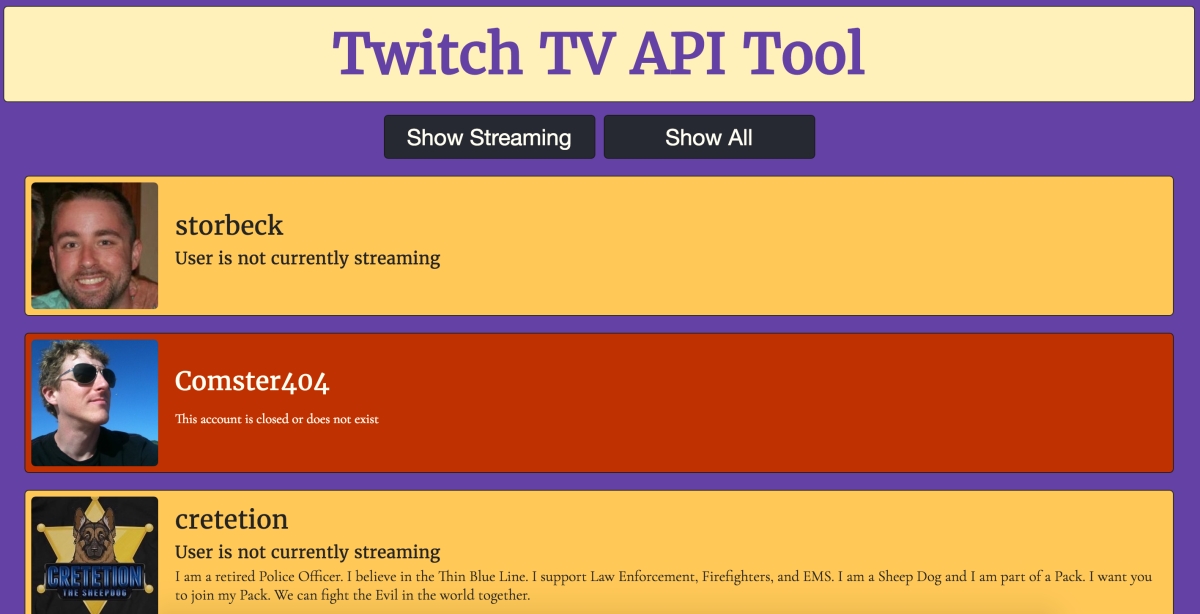 Twitch TV API Tool
Show Streaming
Show All
storbeck
User is not currently streaming
Comster404
This account is closed or does not exist
cretetion
User is not currently streaming
I am a retired Police Officer. I believe in the Thin Blue Line. I support Law Enforcement, Firefighters, and EMS. I am a Sheep Dog and I am part of a Pack. I want you
to join my Pack. We can fight the Evil in the world together.
CRETETION
THE SHEEPDOG